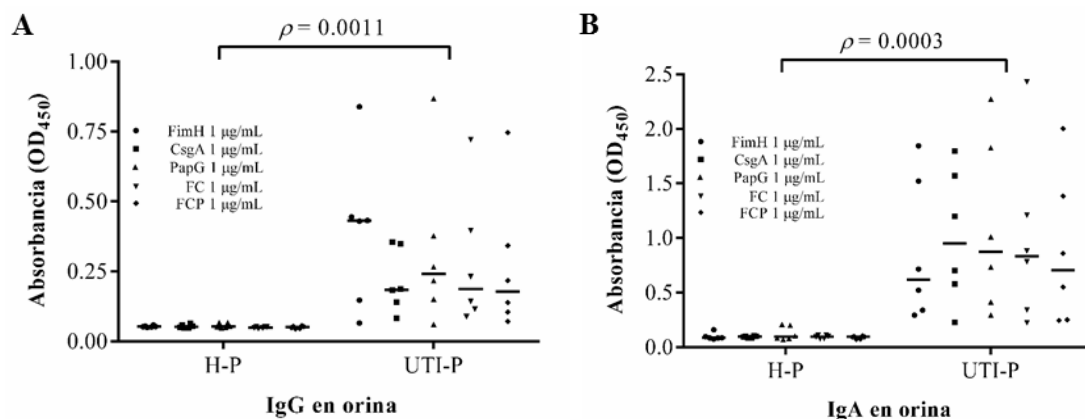 A
ρ = 0.0011
Absorbancia (OD450)
1.00
0.75
0.50
0.25
0.00
FimH 1 µg/mL
CsgA 1 µg/mL
PapG 1 µg/mL
FC 1 µg/mL
FCP 1 µg/mL
H-P
UTI-P
IgG en orina
B
ρ = 0.0003
Absorbancia (OD450)
2.5
2.0
1.5
1.0
0.5
0.0
FimH 1 µg/mL
CsgA 1 µg/mL
PapG 1 µg/mL
FC 1 µg/mL
FCP 1 µg/mL
H-P
UTI-P
IgA en orina